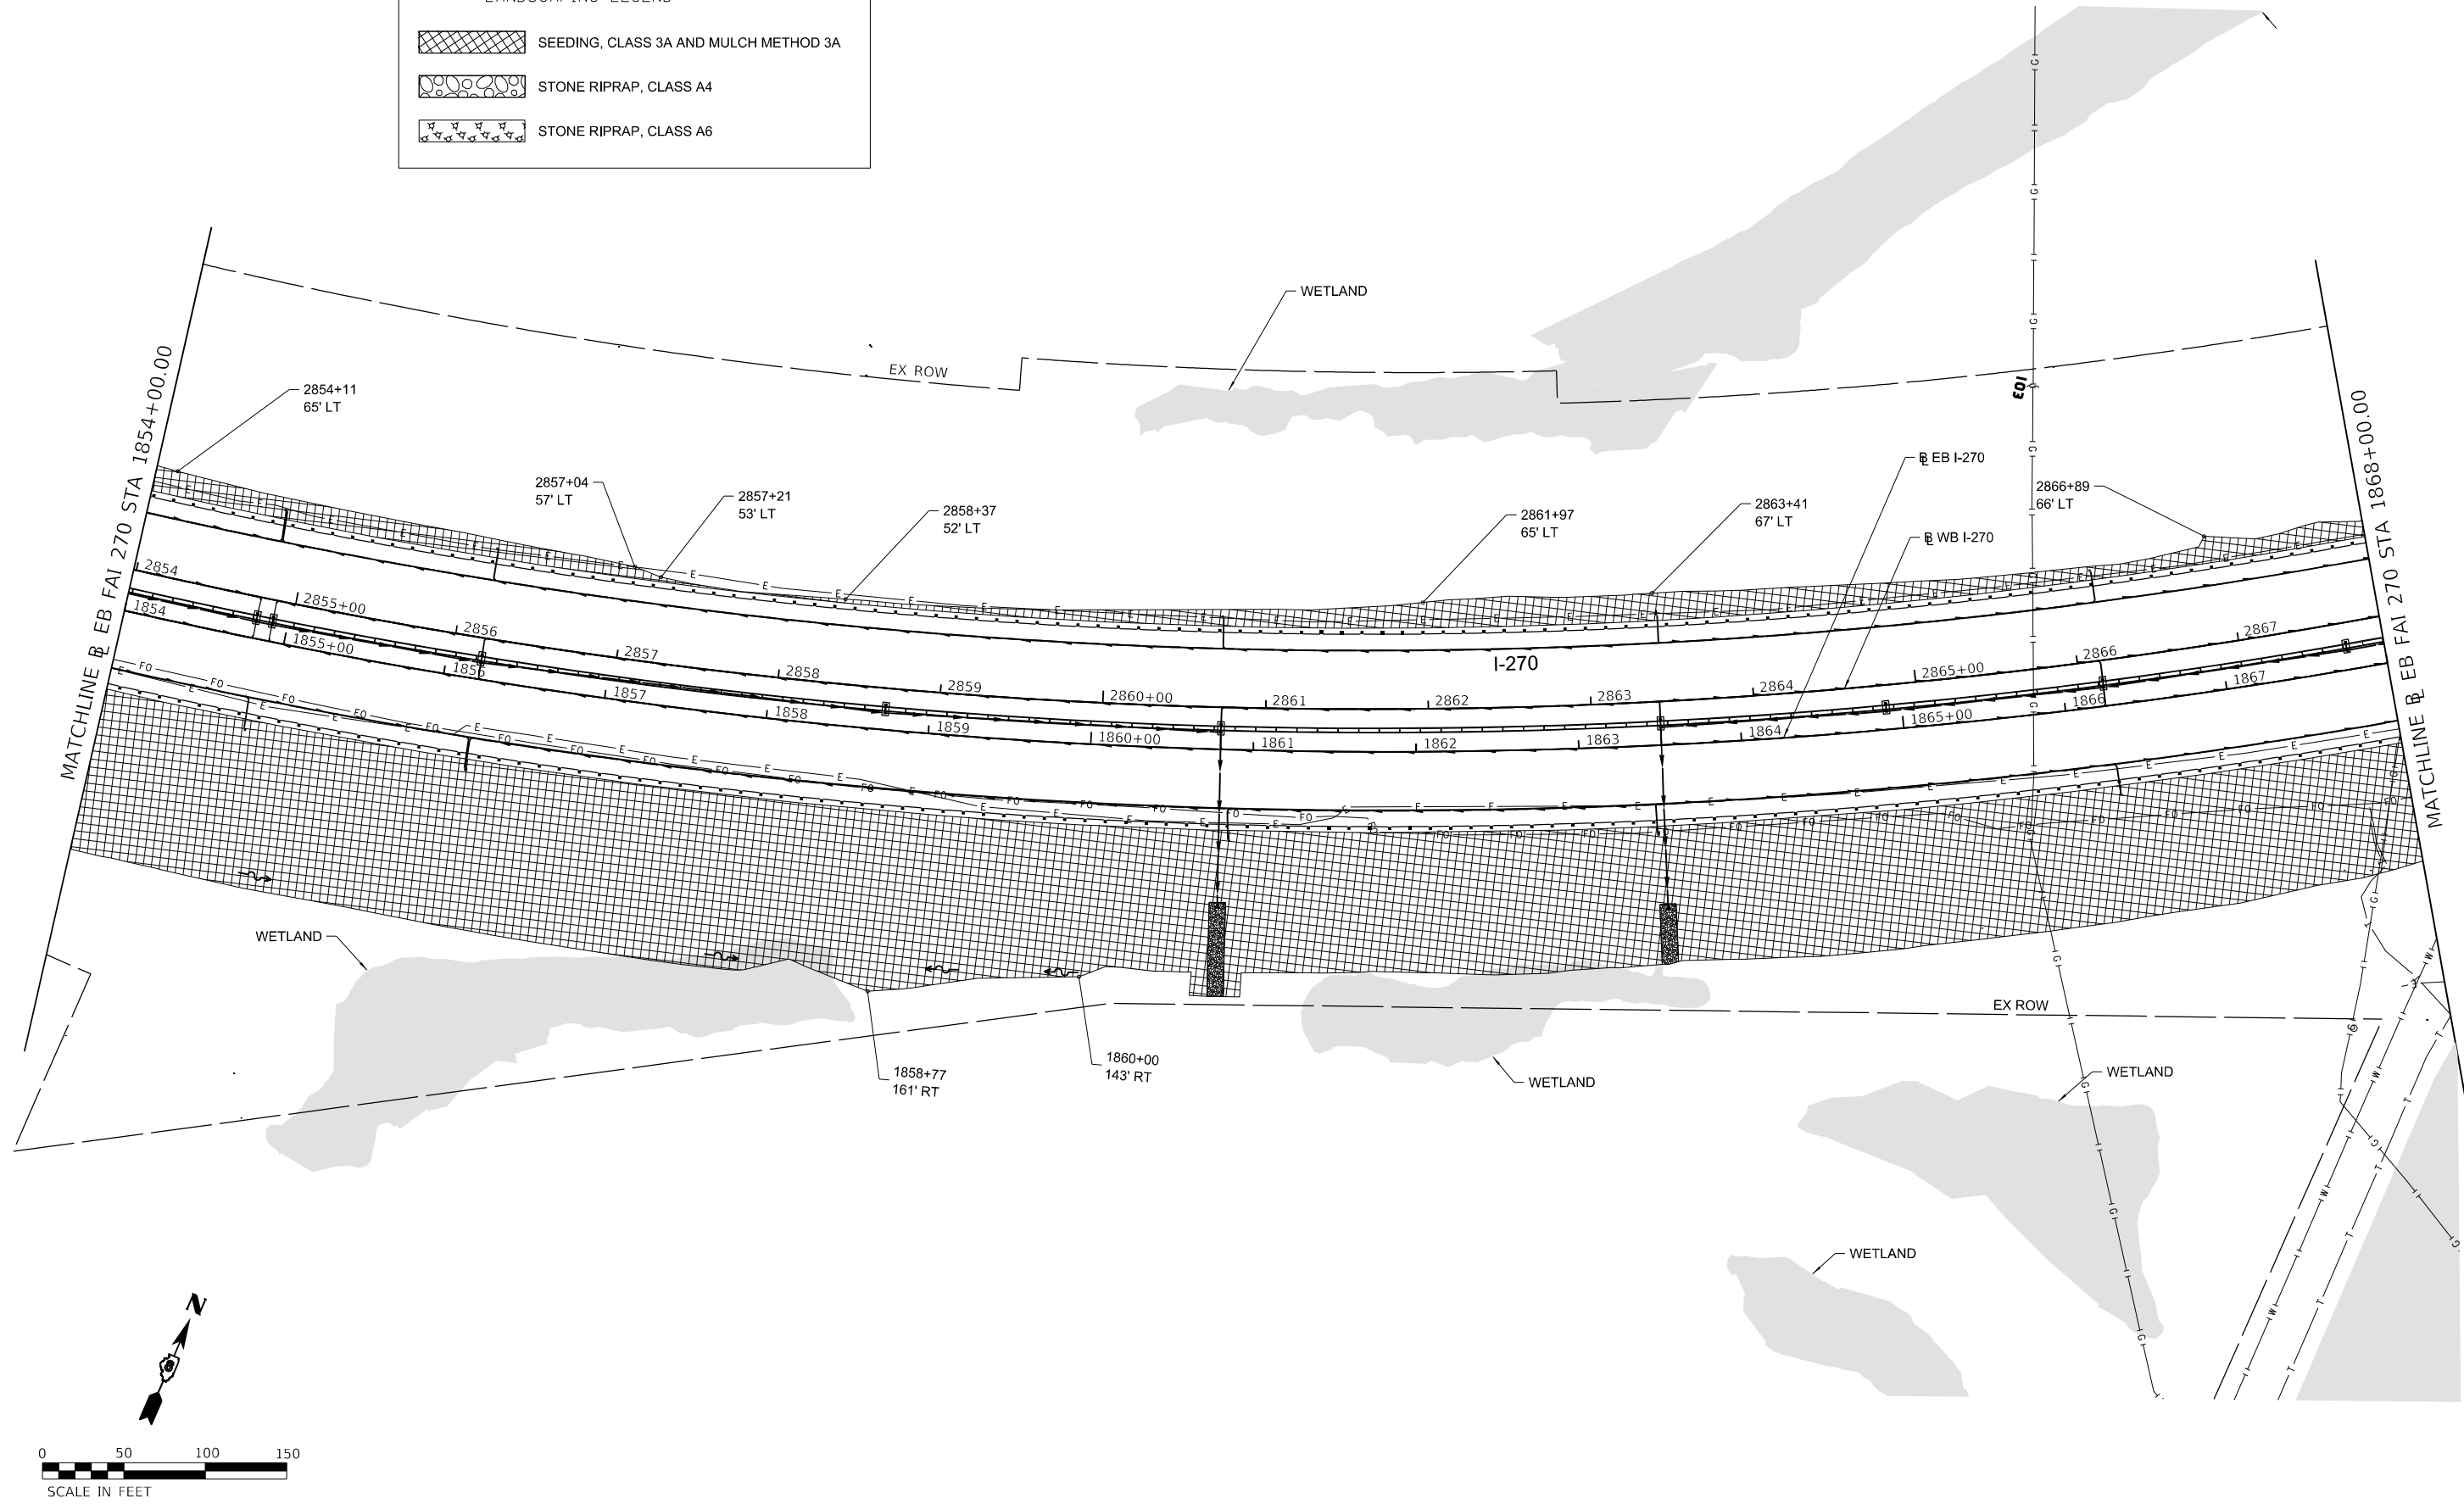 LANDSCAPING LEGEND
SEEDING, CLASS 3A AND MULCH METHOD 3A
STONE RIPRAP, CLASS A4
STONE RIPRAP, CLASS A6
WETLAND
EX ROW
MATCHLINE ℄ EB FAI 270 STA 1854+00.00
2854+11
65' LT
2857+04
57' LT
2857+21
53' LT
2858+37
52' LT
2861+97
65' LT
2863+41
67' LT
BL EB I-270
BL WB I-270
2866+89
66' LT
MATCHLINE BL EB FAI 270 STA 1868+00.00
2854
2855+00
2856
2857
2858
2859
2860+00
2861
2862
2863
2864
2865+00
2866
2867
I-270
1854
1855+00
1856
1857
1858
1859
1860+00
1861
1862
1863
1864
1865+00
1866
1867
WETLAND
EX ROW
1858+77
161' RT
1860+00
143' RT
WETLAND
WETLAND
WETLAND
N
0 50 100 150
SCALE IN FEET